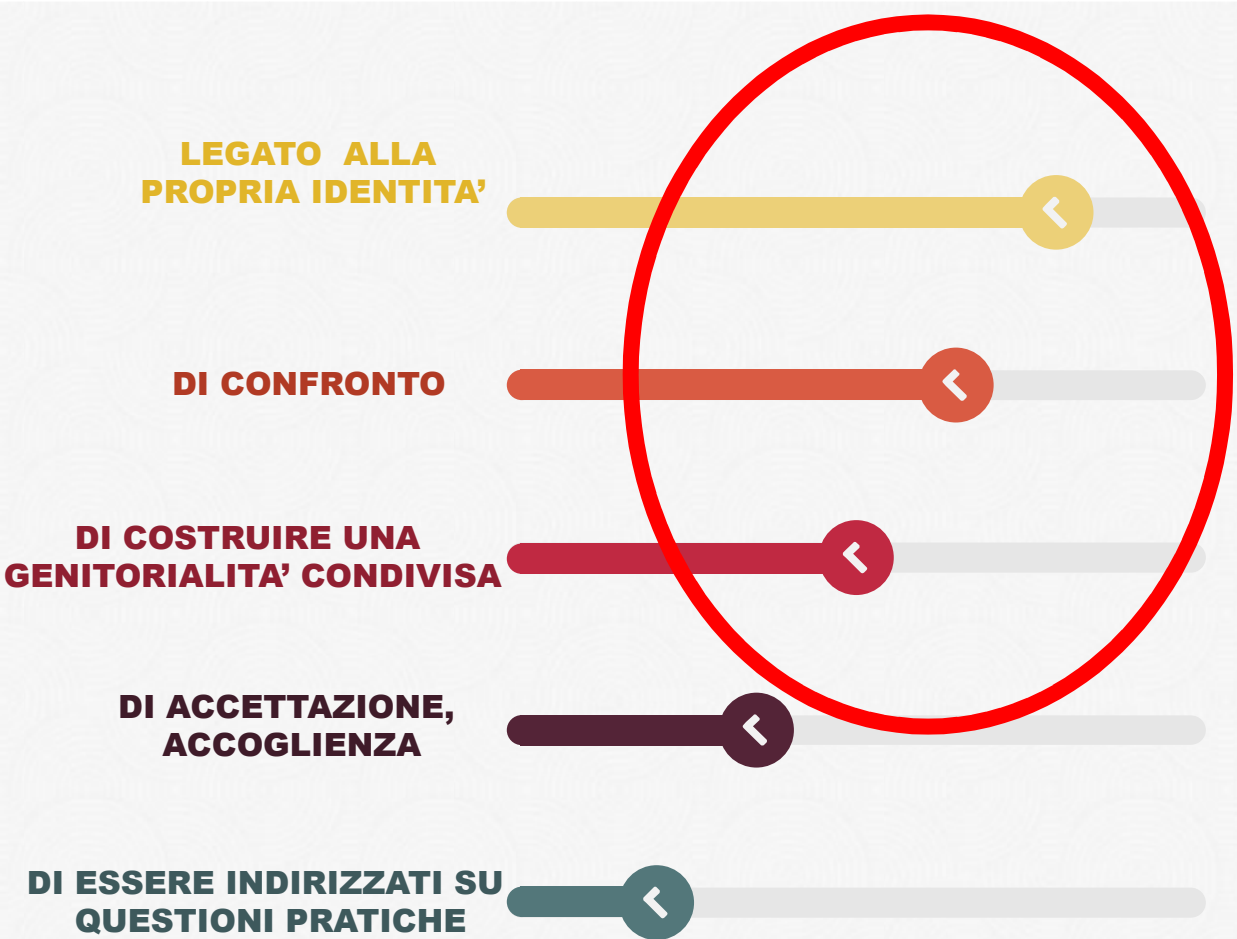 LEGATO ALLA
PROPRIA IDENTITA’
DI CONFRONTO
DI COSTRUIRE UNA
GENITORIALITA’ CONDIVISA
DI ACCETTAZIONE,
ACCOGLIENZA
DI ESSERE INDIRIZZATI SU
QUESTIONI PRATICHE